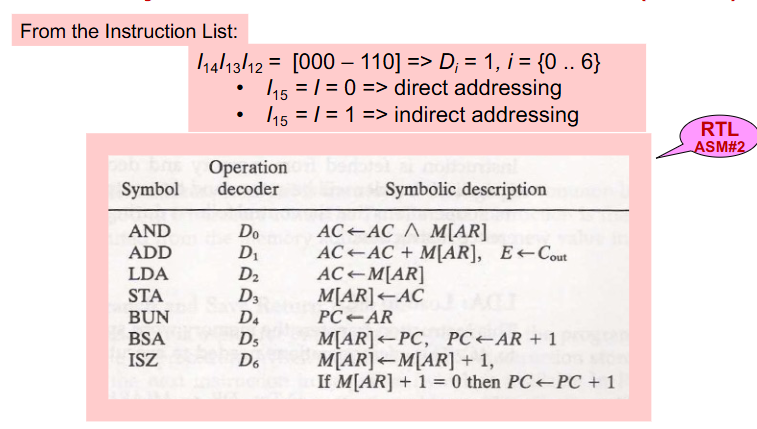 From the Instruction List:
I14I13I12 = [000 – 110] => Di = 1, i = {0 .. 6}
• I15 = I = 0 => direct addressing
• I15 = I = 1 => indirect addressing
RTL
ASM#2
Operation
Symbol decoder Symbolic description
AND D0 AC ← AC ∧ M[AR]
ADD D1 AC ← AC + M[AR], E ← Cout
LDA D2 AC ← M[AR]
STA D3 M[AR] ← AC
BUN D4 PC ← AR
BSA D5 M[AR] ← PC, PC ← AR + 1
ISZ D6 M[AR] ← M[AR] + 1,
If M[AR] + 1 = 0 then PC ← PC + 1